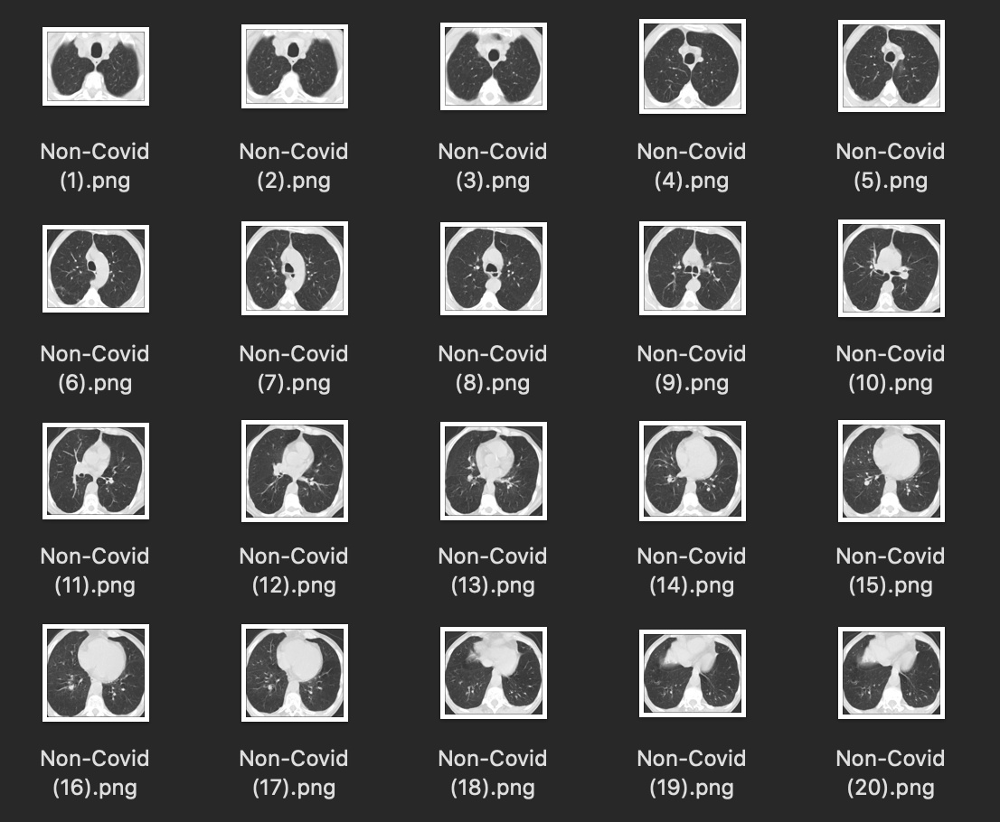 Non-Covid
(1).png
Non-Covid
(2).png
Non-Covid
(3).png
Non-Covid
(4).png
Non-Covid
(5).png
Non-Covid
(6).png
Non-Covid
(7).png
Non-Covid
(8).png
Non-Covid
(9).png
Non-Covid
(10).png
Non-Covid
(11).png
Non-Covid
(12).png
Non-Covid
(13).png
Non-Covid
(14).png
Non-Covid
(15).png
Non-Covid
(16).png
Non-Covid
(17).png
Non-Covid
(18).png
Non-Covid
(19).png
Non-Covid
(20).png